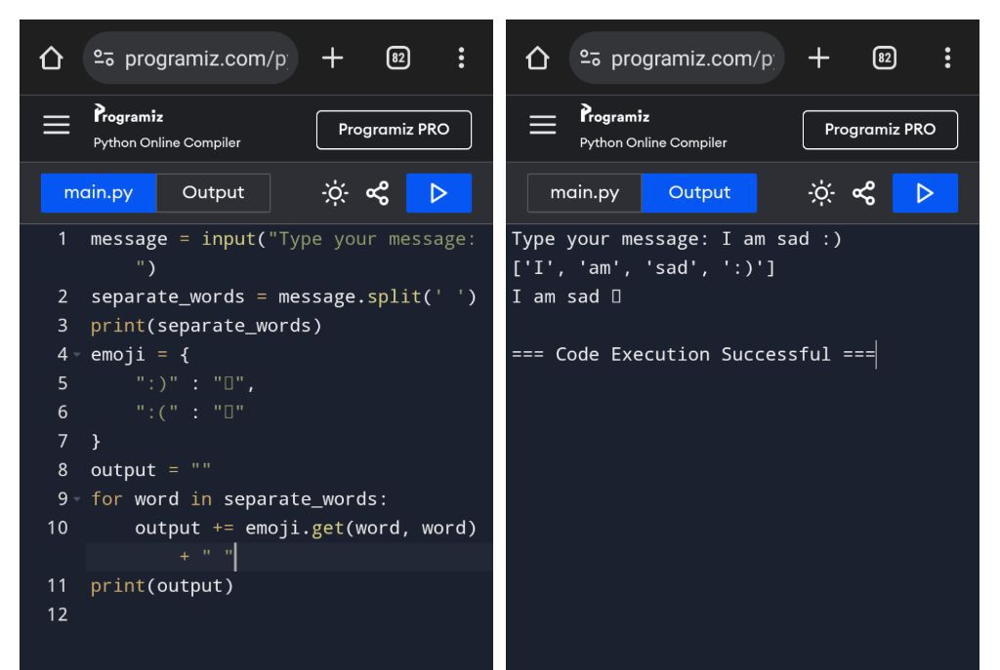 programiz.com/p
82
Programiz
Python Online Compiler
Programiz PRO
main.py
Output
1 message = input("Type your message:
")
2 separate_words = message.split(' ')
3 print(separate_words)
4 emoji = {
5 ":)" : "▯",
6 ":(" : "▯"
7 }
8 output = ""
9 for word in separate_words:
10 output += emoji.get(word, word)
+ " "
11 print(output)
12
programiz.com/p
82
Programiz
Python Online Compiler
Programiz PRO
main.py
Output
Type your message: I am sad :)
['I', 'am', 'sad', ':)']
I am sad ▯
=== Code Execution Successful ===